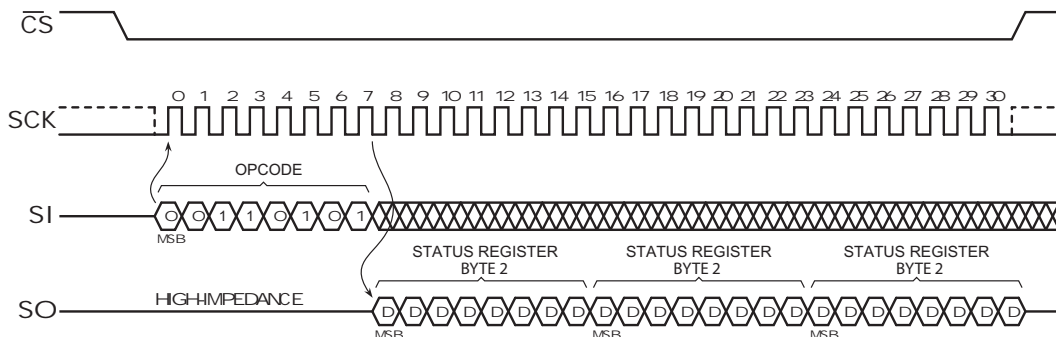 CS
0 1 2 3 4 5 6 7 8 9 10 11 12 13 14 15 16 17 18 19 20 21 22 23 24 25 26 27 28 29 30
SCK
OPCODE
SI 0 0 1 1 0 1 0 1
MSB
STATUS REGISTER BYTE 2 STATUS REGISTER BYTE 2 STATUS REGISTER BYTE 2
HIGH-IMPEDANCE
SO D D D D D D D D D D D D D D D D D D D D D D D D
MSB MSB MSB